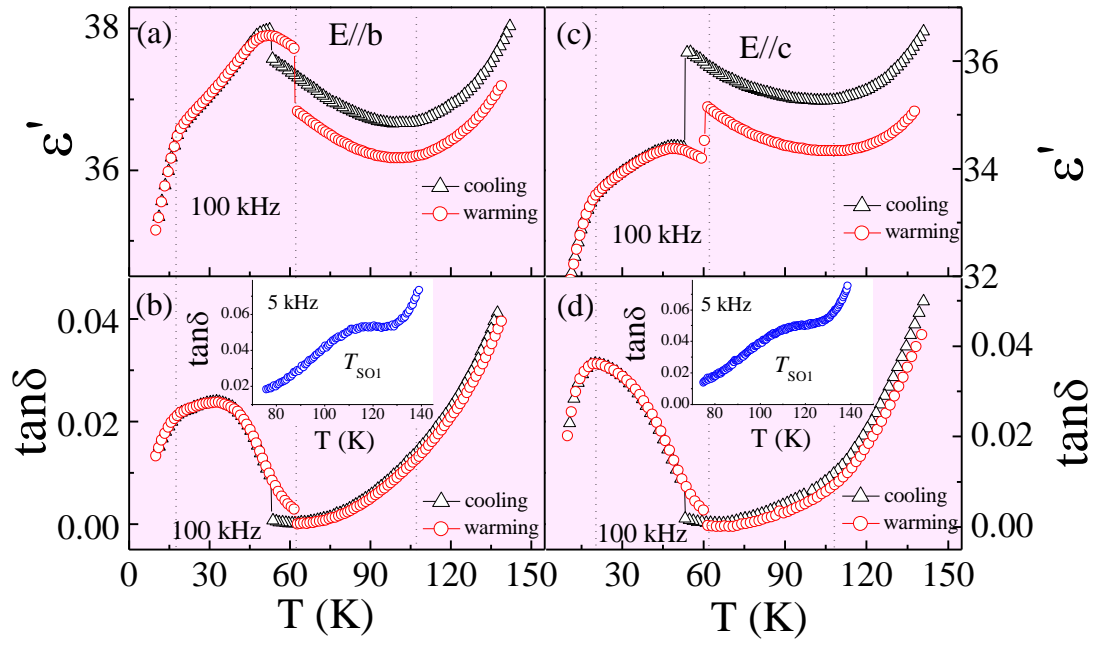 (a)
E//b
38
36
ε'
100 kHz
cooling
warming
(c)
E//c
36
34
32
ε'
100 kHz
cooling
warming
(b)
0.04
0.02
0.00
tanδ
5 kHz
0.06
0.04
0.02
tanδ
T_SO1
80 100 120 140
T (K)
cooling
warming
100 kHz
0 30 60 90 120 150
T (K)
(d)
32
0.04
0.02
0.00
tanδ
5 kHz
0.06
0.04
0.02
0.00
tanδ
T_SO1
80 100 120 140
T (K)
cooling
warming
100 kHz
30 60 90 120 150
T (K)